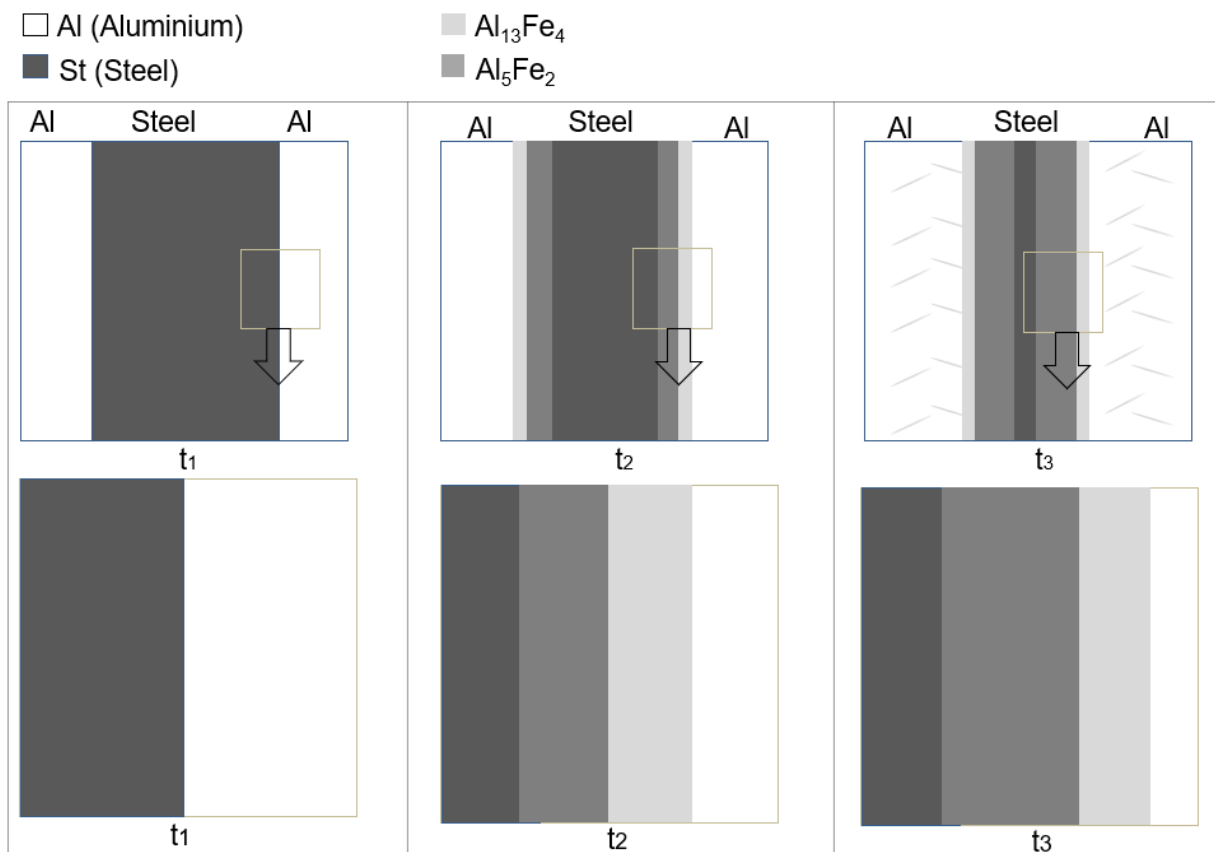 Al (Aluminium)
Al13Fe4
St (Steel)
Al5Fe2
Al Steel Al
Al Steel Al
Al Steel Al
t1
t2
t3
t1
t2
t3